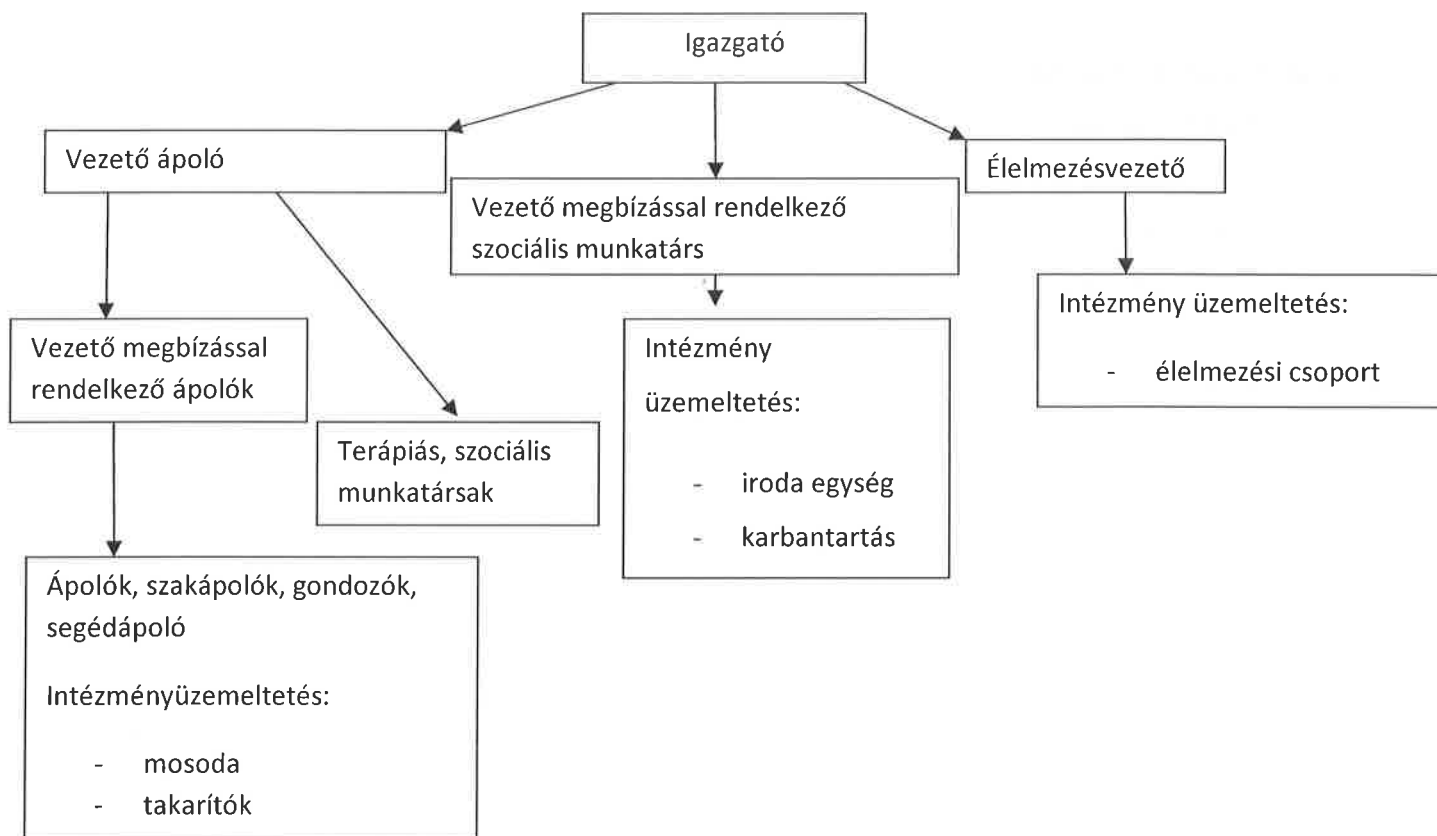 Igazgató
Vezető ápoló
Vezető megbízással rendelkező
szociális munkatárs
Élelmezésvezető
Vezető megbízással
rendelkező ápolók
Terápiás, szociális
munkatársak
Intézmény
üzemeltetés:
- iroda egység
- karbantartás
Intézmény üzemeltetés:
- élelmezési csoport
Ápolók, szakápolók, gondozók,
segédápoló
Intézményüzemeltetés:
- mosoda
- takarítók